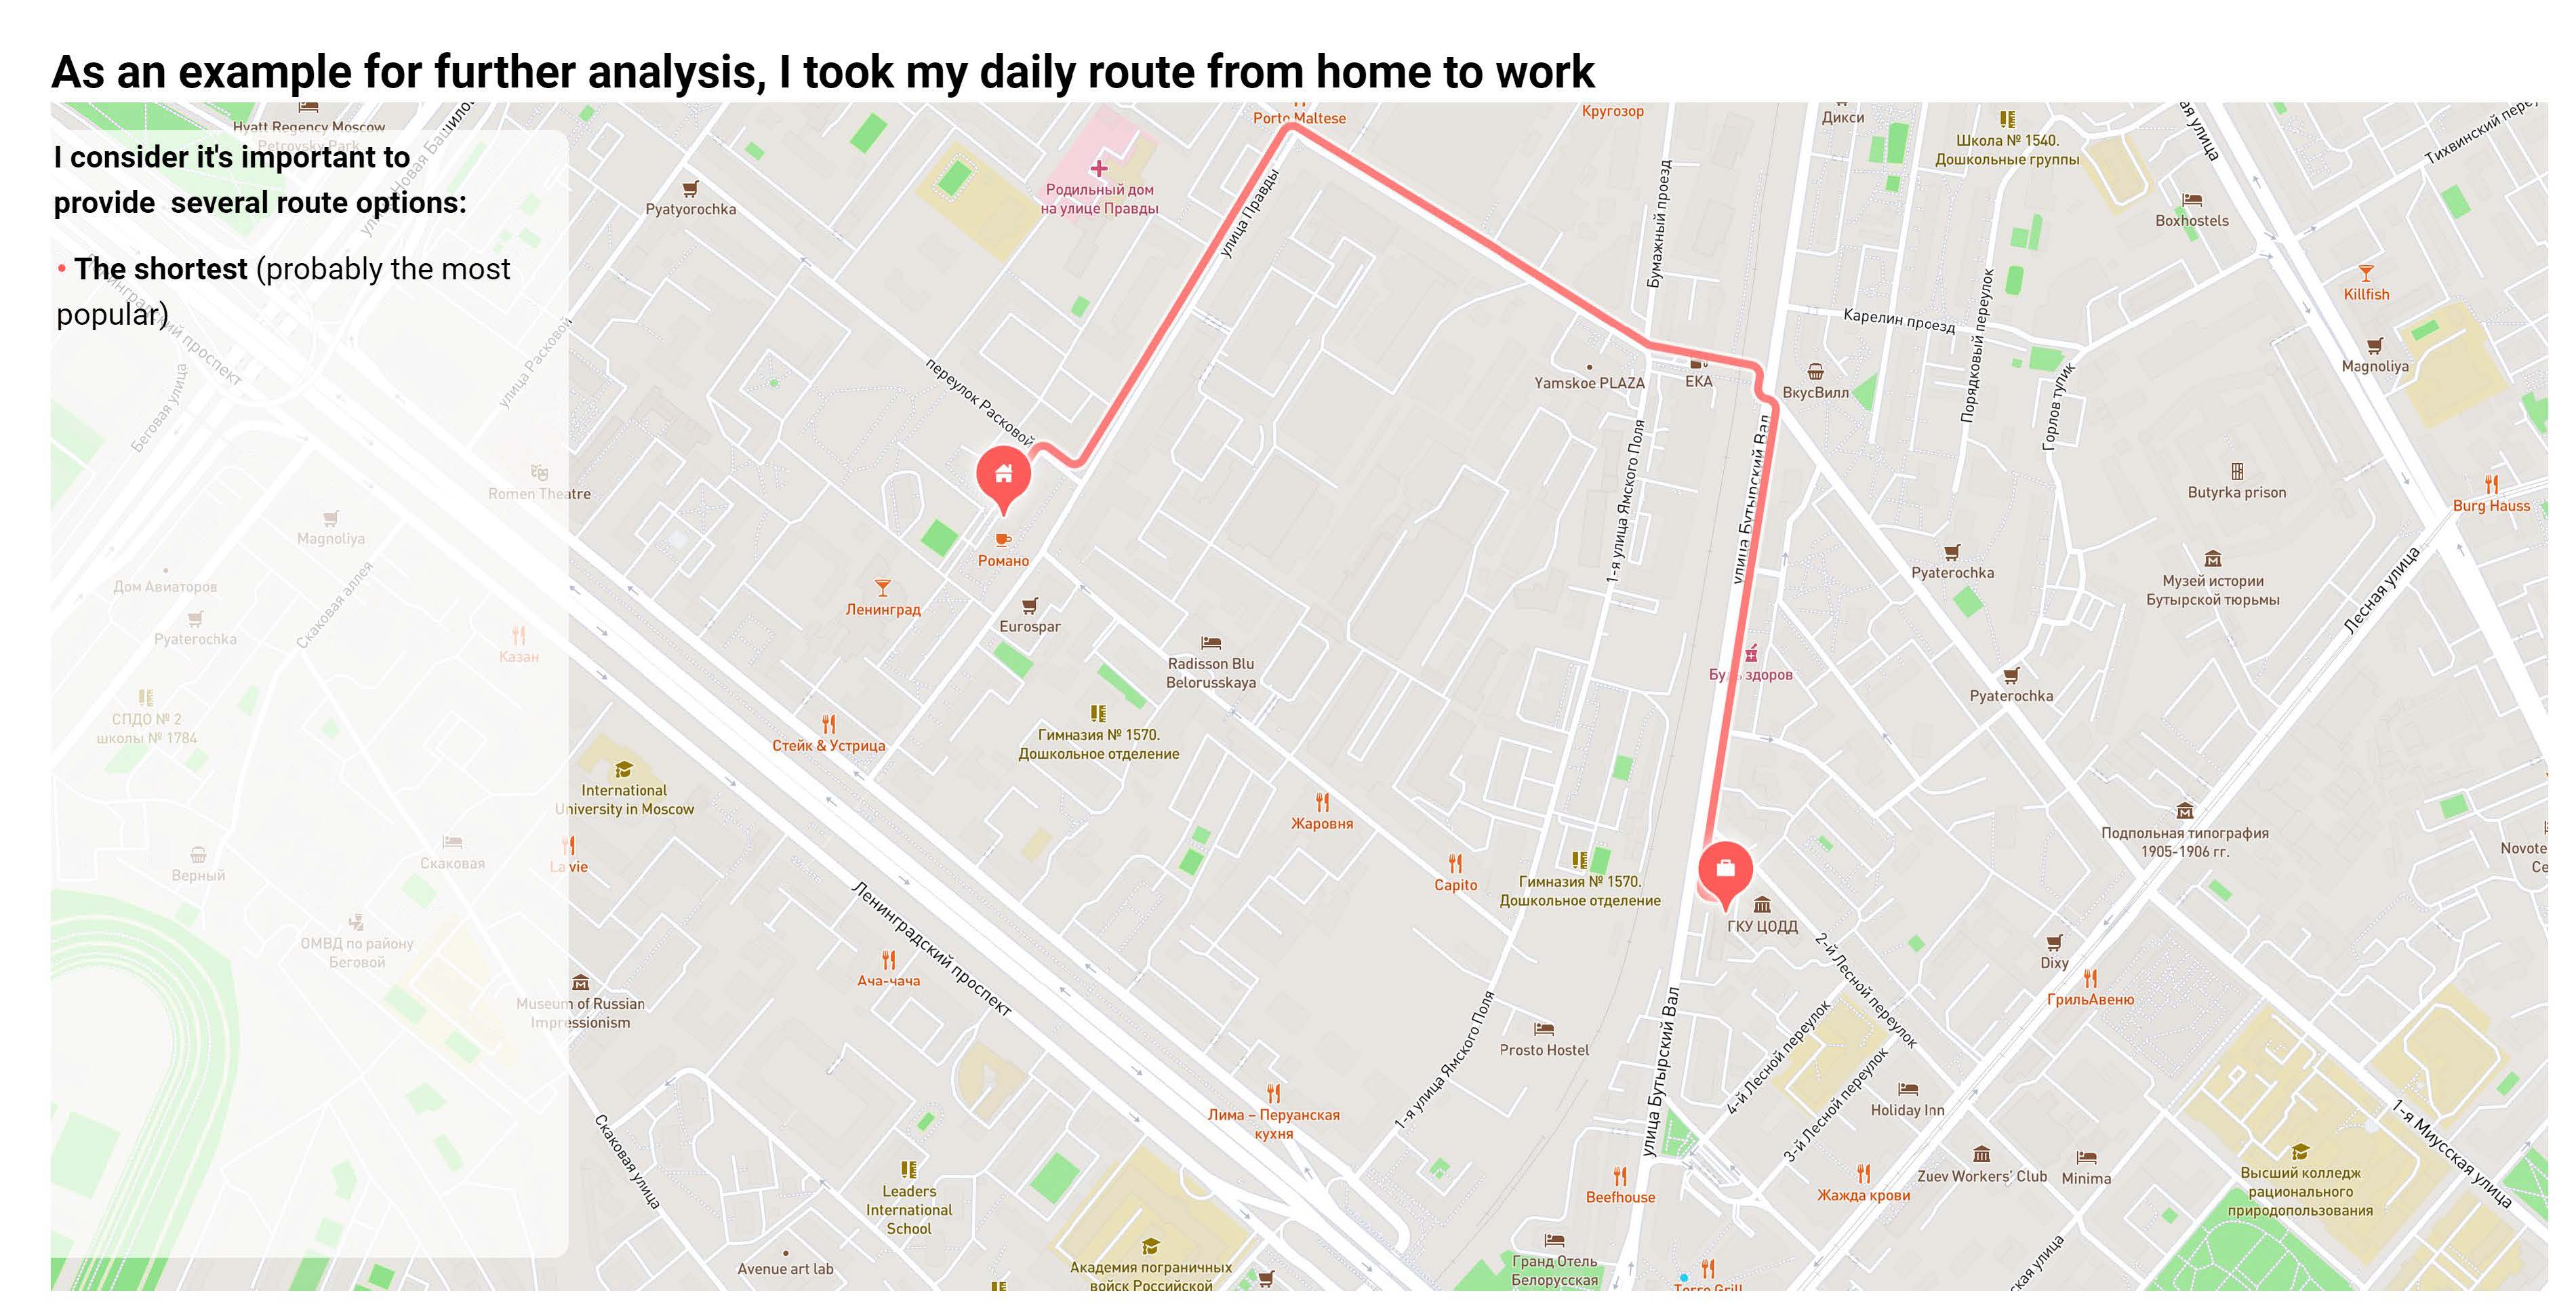 As an example for further analysis, I took my daily route from home to work
Hyatt Regency Moscow
Petrovsky Park
I consider it's important to
provide several route options:
• The shortest (probably the most
popular)
улица Новая Башилов
Ленинградский проспект
Беговая улица
улица Расковой
Romen Theatre
Magnoliya
Дом Авиаторов
Pyaterochka
Скаковая аллея
Казан
СПДО № 2
школы № 1784
Верный
Скаковая
La vie
ОМВД по району
Беговой
International
University in Moscow
Museum of Russian
Impressionism
Pyatyorochka
Родильный дом
на улице Правды
Porto Maltese
улица Правды
переулок Расковой
Романо
Ленинград
Eurospar
Radisson Blu
Belorusskaya
Гимназия № 1570.
Дошкольное отделение
Стейк & Устрица
Жаровня
Capito
Гимназия № 1570.
Дошкольное отделение
Ленинградский проспект
Ача-чача
Лима – Перуанская
кухня
Скаковая улица
Leaders
International
School
Avenue art lab
Академия пограничных
войск Российской
Кругозор
Бумажный проезд
Yamskoe PLAZA
EKA
1-я улица Ямского Поля
улица Бутырский Вал
ВкусВилл
Дикси
Школа № 1540.
Дошкольные группы
Карелин проезд
Порядковый переулок
Горлов тупик
Тихвинский пере
ая улица
Boxhostels
Killfish
Magnoliya
Butyrka prison
Burg Hauss
Pyaterochka
Музей истории
Бутырской тюрьмы
Лесная улица
Pyaterochka
Бу здоров
Подпольная типография
1905-1906 гг.
Novote
Ce
ГКУ ЦОДД
2-й Лесной переулок
Dixy
ГрильАвеню
Prosto Hostel
1-я улица Ямского Поля
улица Бутырский Вал
4-й Лесной переулок
3-й Лесной переулок
Holiday Inn
Zuev Workers' Club
Minima
Beefhouse
Жажда крови
1-я Миусская улица
Высший колледж
рационального
природопользования
Гранд Отель
Белорусская
Torro Grill
ская улица